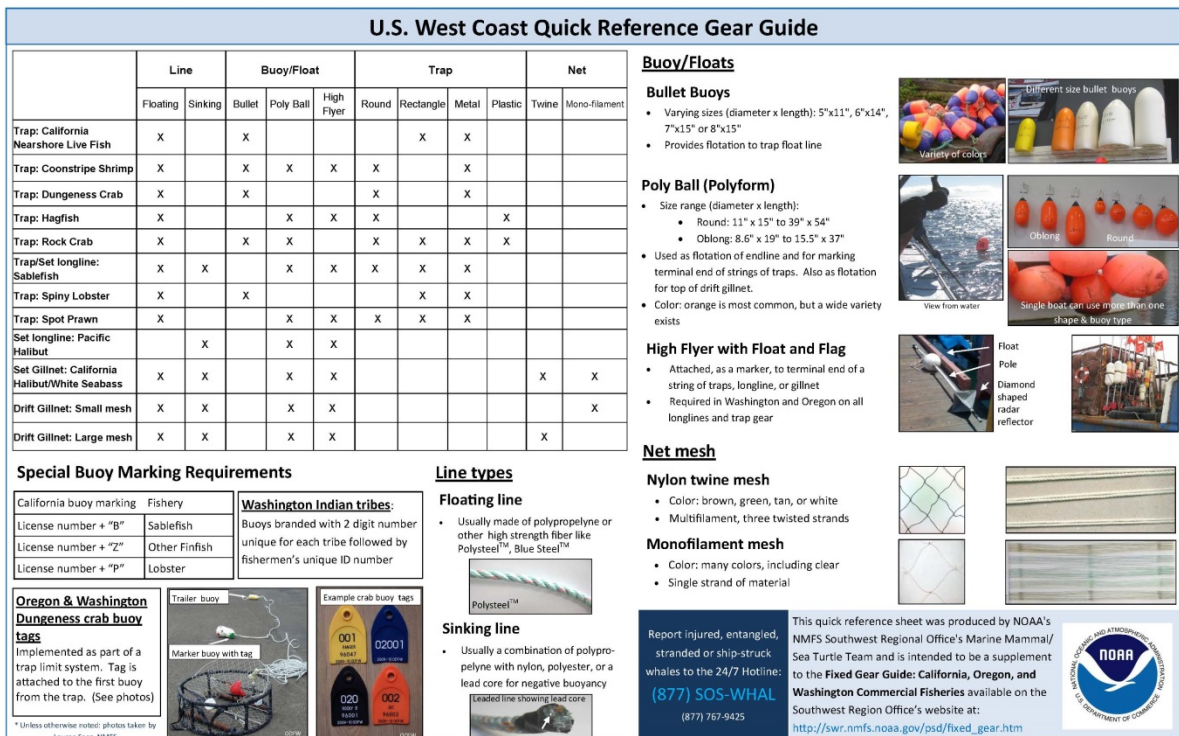 U.S. West Coast Quick Reference Gear Guide
Line Buoy/Float Trap Net
Floating Sinking Bullet Poly Ball High Flyer Round Rectangle Metal Plastic Twine Mono-filament
Trap: California Nearshore Live Fish X X X X
Trap: Coonstripe Shrimp X X X X X X
Trap: Dungeness Crab X X X X
Trap: Hagfish X X X X X
Trap: Rock Crab X X X X X X X
Trap/Set longline: Sablefish X X X X X X X
Trap: Spiny Lobster X X X X
Trap: Spot Prawn X X X X X X
Set longline: Pacific Halibut X X X
Set Gillnet: California Halibut/White Seabass X X X X X X
Drift Gillnet: Small mesh X X X X X
Drift Gillnet: Large mesh X X X X X
Special Buoy Marking Requirements
California buoy marking Fishery
License number + "B" Sablefish
License number + "Z" Other Finfish
License number + "P" Lobster
Washington Indian tribes:
Buoys branded with 2 digit number
unique for each tribe followed by
fishermen's unique ID number
Oregon & Washington
Dungeness crab buoy
tags
Implemented as part of a
trap limit system. Tag is
attached to the first buoy
from the trap. (See photos)
* Unless otherwise noted: photos taken by
Trailer buoy
Marker buoy with tag
Example crab buoy tags
001
02001
020
002
Line types
Floating line
• Usually made of polypropelyne or
other high strength fiber like
Polysteel™, Blue Steel™
Polysteel™
Sinking line
• Usually a combination of polypro-
pelyne with nylon, polyester, or a
lead core for negative buoyancy
Leaded line showing lead core
Buoy/Floats
Bullet Buoys
• Varying sizes (diameter x length): 5"x11", 6"x14",
7"x15" or 8"x15"
• Provides flotation to trap float line
Variety of colors
Different size bullet buoys
Poly Ball (Polyform)
• Size range (diameter x length):
• Round: 11" x 15" to 39" x 54"
• Oblong: 8.6" x 19" to 15.5" x 37"
• Used as flotation of endline and for marking
terminal end of strings of traps. Also as flotation
for top of drift gillnet.
• Color: orange is most common, but a wide variety
exists
View from water
Oblong Round
Single boat can use more than one
shape & buoy type
High Flyer with Float and Flag
• Attached, as a marker, to terminal end of a
string of traps, longline, or gillnet
• Required in Washington and Oregon on all
longlines and trap gear
Float
Pole
Diamond
shaped
radar
reflector
Net mesh
Nylon twine mesh
• Color: brown, green, tan, or white
• Multifilament, three twisted strands
Monofilament mesh
• Color: many colors, including clear
• Single strand of material
Report injured, entangled,
stranded or ship-struck
whales to the 24/7 Hotline:
(877) SOS-WHAL
(877) 767-9425
This quick reference sheet was produced by NOAA's
NMFS Southwest Regional Office's Marine Mammal/
Sea Turtle Team and is intended to be a supplement
to the Fixed Gear Guide: California, Oregon, and
Washington Commercial Fisheries available on the
Southwest Region Office's website at:
http://swr.nmfs.noaa.gov/psd/fixed_gear.htm
NATIONAL OCEANIC AND ATMOSPHERIC ADMINISTRATION
NOAA
U.S. DEPARTMENT OF COMMERCE